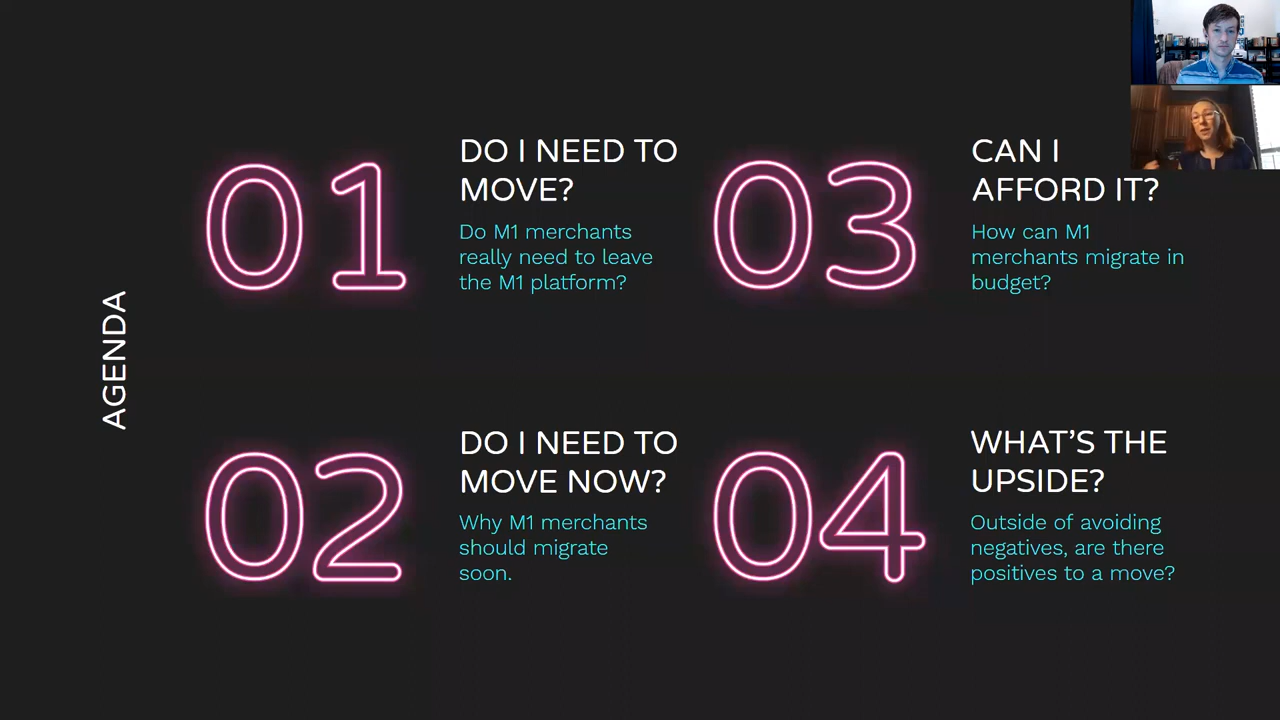 AGENDA
01
DO I NEED TO
MOVE?
Do M1 merchants
really need to leave
the M1 platform?
02
DO I NEED TO
MOVE NOW?
Why M1 merchants
should migrate
soon.
03
CAN I
AFFORD IT?
How can M1
merchants migrate in
budget?
04
WHAT'S THE
UPSIDE?
Outside of avoiding
negatives, are there
positives to a move?